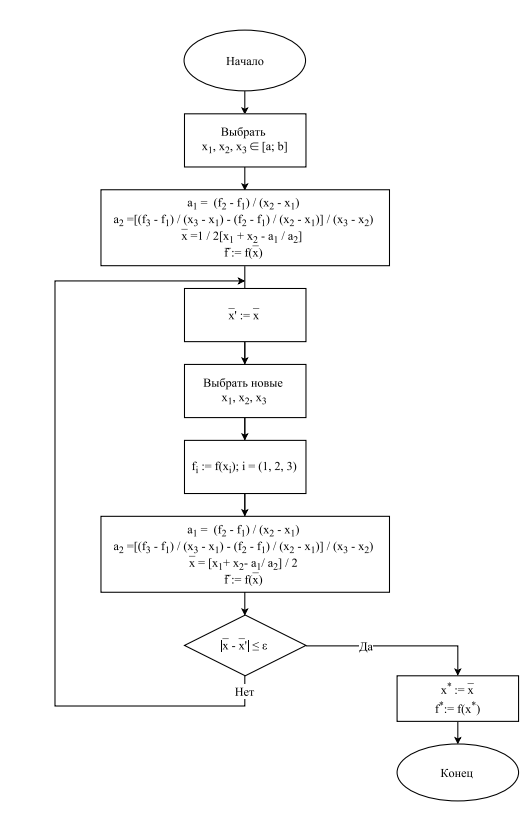 Начало
Выбрать
x₁, x₂, x₃ ∈ [a; b]
a₁ = (f₂ - f₁) / (x₂ - x₁)
a₂ =[(f₃ - f₁) / (x₃ - x₁) - (f₂ - f₁) / (x₂ - x₁)] / (x₃ - x₂)
x̅ =1 / 2[x₁ + x₂ - a₁ / a₂]
f̅ := f(x̅)
x̅' := x̅
Выбрать новые
x₁, x₂, x₃
fᵢ := f(xᵢ); i = (1, 2, 3)
a₁ = (f₂ - f₁) / (x₂ - x₁)
a₂ =[(f₃ - f₁) / (x₃ - x₁) - (f₂ - f₁) / (x₂ - x₁)] / (x₃ - x₂)
x̅ = [x₁+ x₂- a₁/ a₂] / 2
f̅ := f(x̅)
|x̅ - x̅'| ≤ ε
Да
Нет
x* := x̅
f*:= f(x*)
Конец